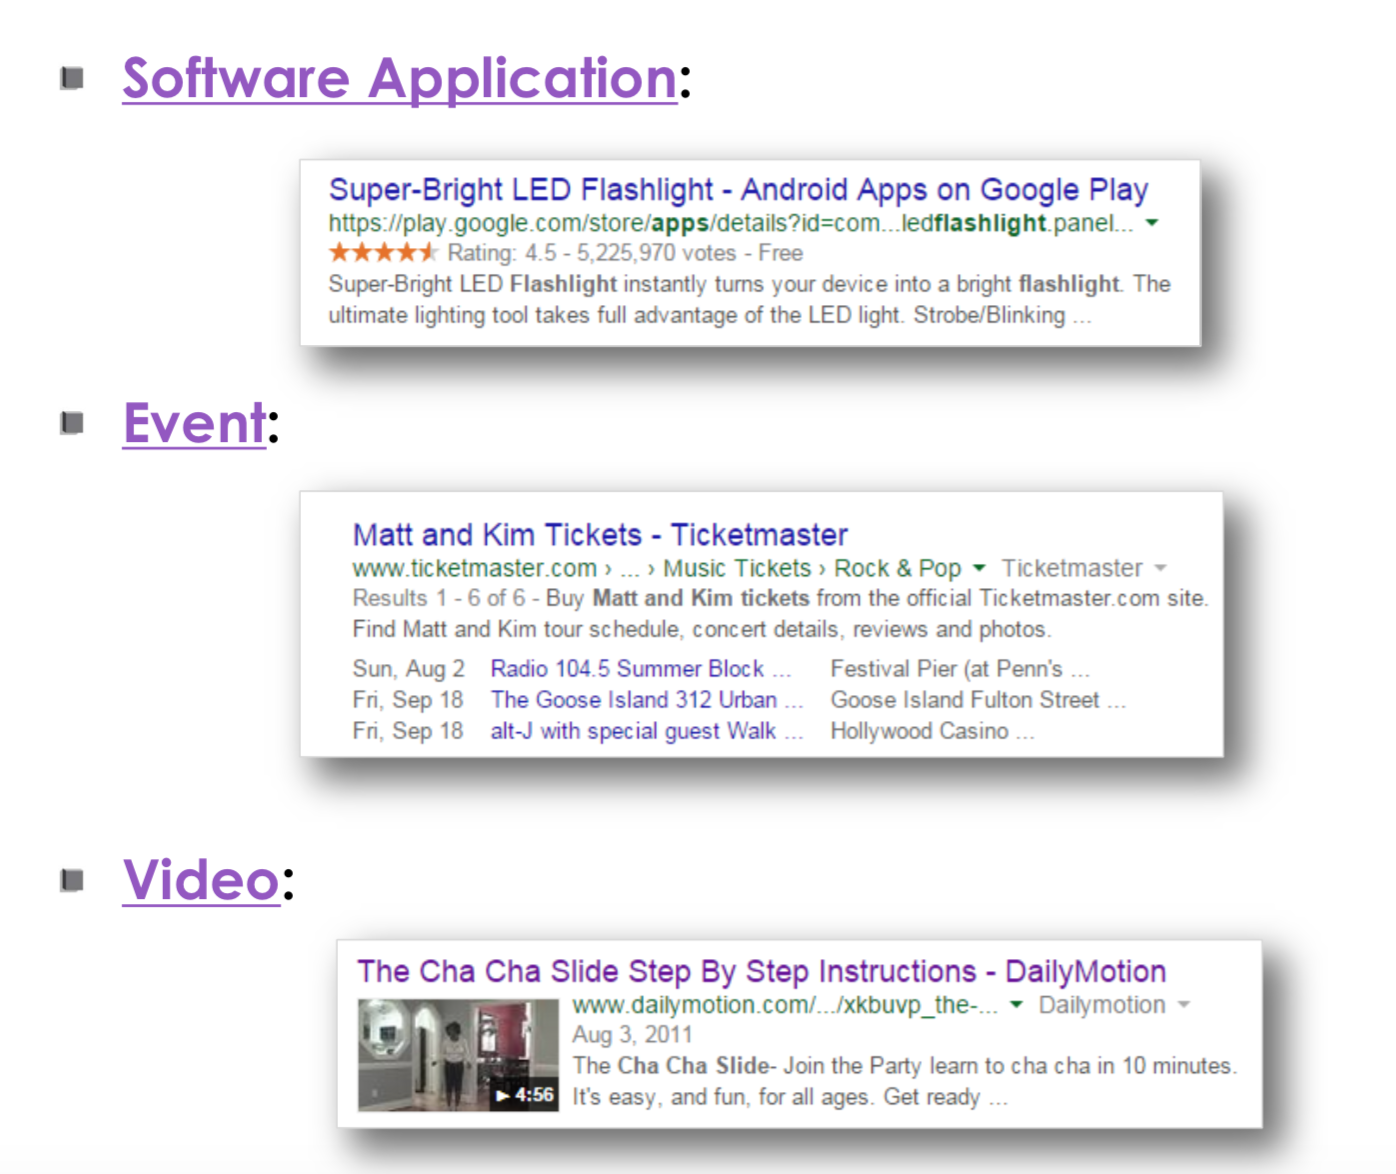 Software Application:
Super-Bright LED Flashlight - Android Apps on Google Play
https://play.google.com/store/apps/details?id=com...ledflashlight.panel...
Rating: 4.5 - 5,225,970 votes - Free
Super-Bright LED Flashlight instantly turns your device into a bright flashlight. The
ultimate lighting tool takes full advantage of the LED light. Strobe/Blinking ...
Event:
Matt and Kim Tickets - Ticketmaster
www.ticketmaster.com › ... › Music Tickets › Rock & Pop Ticketmaster
Results 1 - 6 of 6 - Buy Matt and Kim tickets from the official Ticketmaster.com site.
Find Matt and Kim tour schedule, concert details, reviews and photos.
Sun, Aug 2 Radio 104.5 Summer Block ... Festival Pier (at Penn's ...
Fri, Sep 18 The Goose Island 312 Urban ... Goose Island Fulton Street ...
Fri, Sep 18 alt-J with special guest Walk ... Hollywood Casino ...
Video:
The Cha Cha Slide Step By Step Instructions - DailyMotion
www.dailymotion.com/.../xkbuvp_the-... Dailymotion
Aug 3, 2011
The Cha Cha Slide- Join the Party learn to cha cha in 10 minutes.
4:56
It's easy, and fun, for all ages. Get ready ...